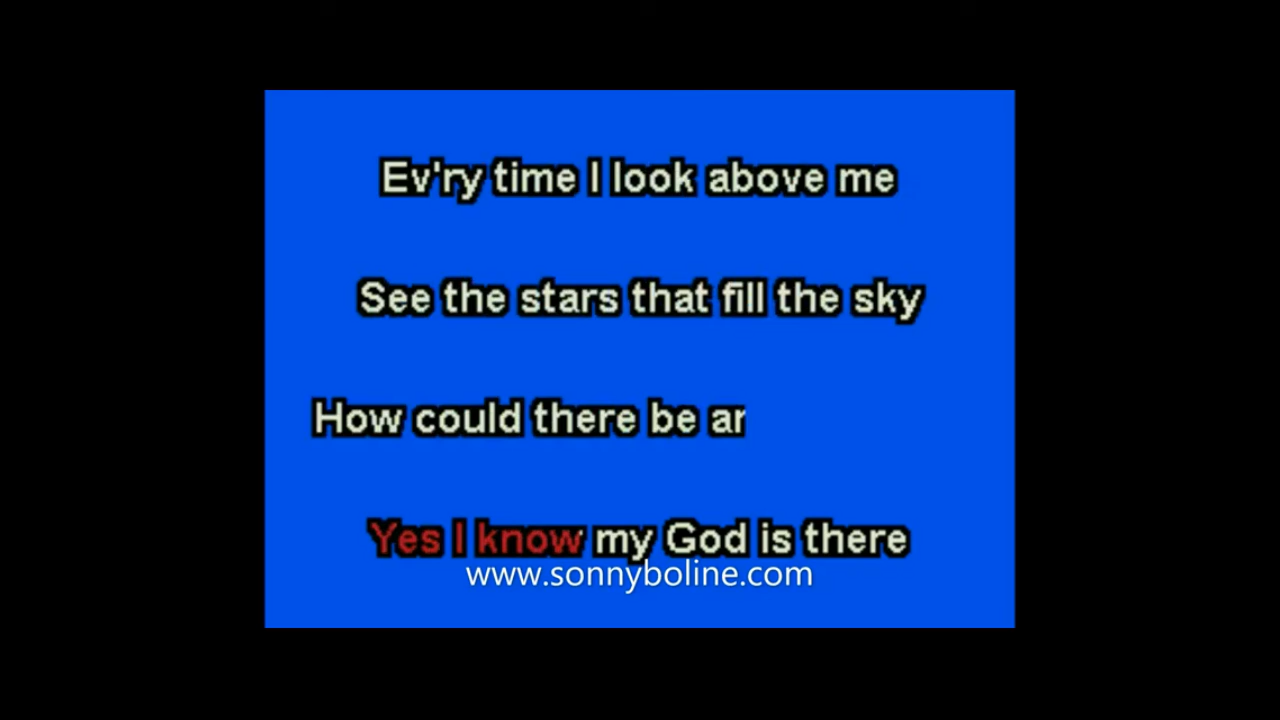 Ev'ry time I look above me
See the stars that fill the sky
How could there be
Yes I know my God is there
www.sonnyboline.com